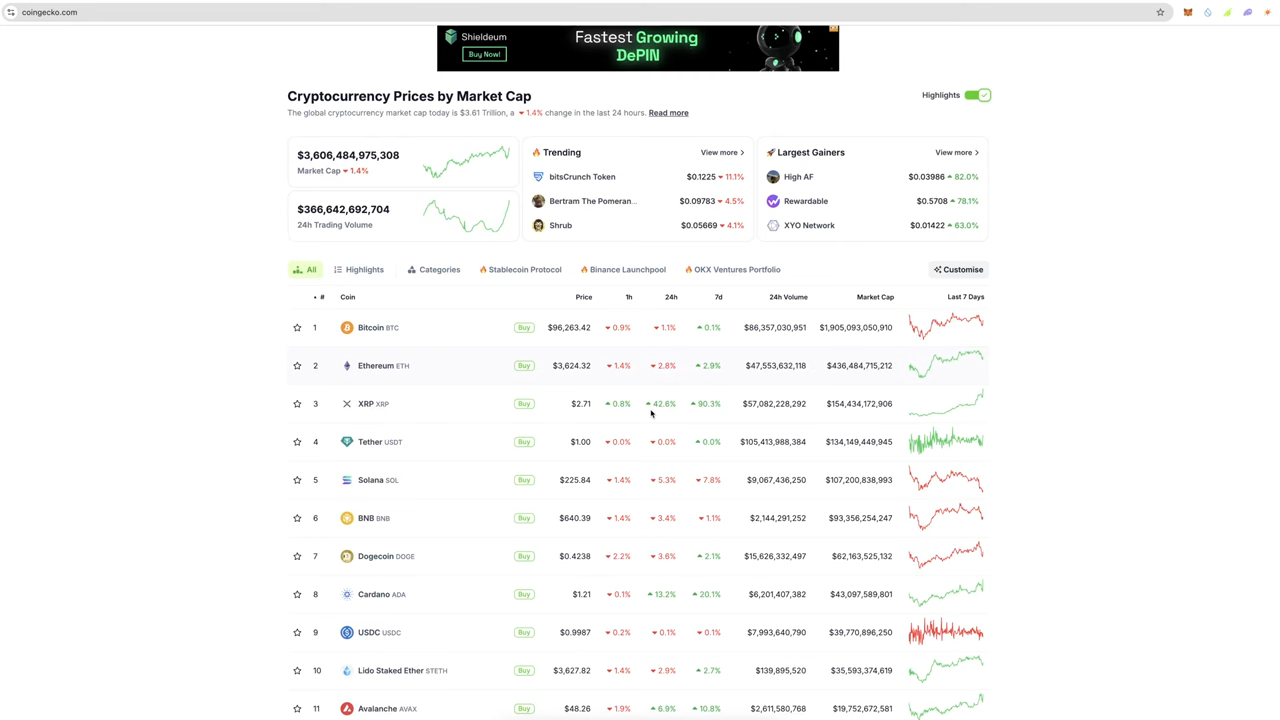 coingecko.com
Shieldeum
Buy Now!
Fastest Growing
DePIN
Cryptocurrency Prices by Market Cap
Highlights
The global cryptocurrency market cap today is $3.61 Trillion, a 1.4% change in the last 24 hours. Read more
$3,606,484,975,308
Market Cap 1.4%
$366,642,692,704
24h Trading Volume
Trending View more
bitsCrunch Token $0.1225 11.1%
Bertram The Pomeran... $0.09783 4.5%
Shrub $0.05669 4.1%
Largest Gainers View more
High AF $0.03986 82.0%
Rewardable $0.5708 78.1%
XYO Network $0.01422 63.0%
All Highlights Categories Stablecoin Protocol Binance Launchpool OKX Ventures Portfolio Customise
# Coin Price 1h 24h 7d 24h Volume Market Cap Last 7 Days
1 Bitcoin BTC Buy $96,263.42 0.9% 1.1% 0.1% $86,357,030,951 $1,905,093,050,910
2 Ethereum ETH Buy $3,624.32 1.4% 2.8% 2.9% $47,553,632,118 $436,484,715,212
3 XRP XRP Buy $2.71 0.8% 42.6% 90.3% $57,082,228,292 $154,434,172,906
4 Tether USDT Buy $1.00 0.0% 0.0% 0.0% $105,413,988,384 $134,149,449,945
5 Solana SOL Buy $225.84 1.4% 5.3% 7.8% $9,067,436,250 $107,200,838,993
6 BNB BNB Buy $640.39 1.4% 3.4% 1.1% $2,144,291,252 $93,356,254,247
7 Dogecoin DOGE Buy $0.4238 2.2% 3.6% 2.1% $15,626,332,497 $62,163,525,132
8 Cardano ADA Buy $1.21 0.1% 13.2% 20.1% $6,201,407,382 $43,097,589,801
9 USDC USDC Buy $0.9987 0.2% 0.1% 0.1% $7,993,640,790 $39,770,896,250
10 Lido Staked Ether STETH Buy $3,627.82 1.4% 2.9% 2.7% $139,895,520 $35,593,374,619
11 Avalanche AVAX Buy $48.26 1.9% 6.9% 10.8% $2,611,580,768 $19,752,672,581